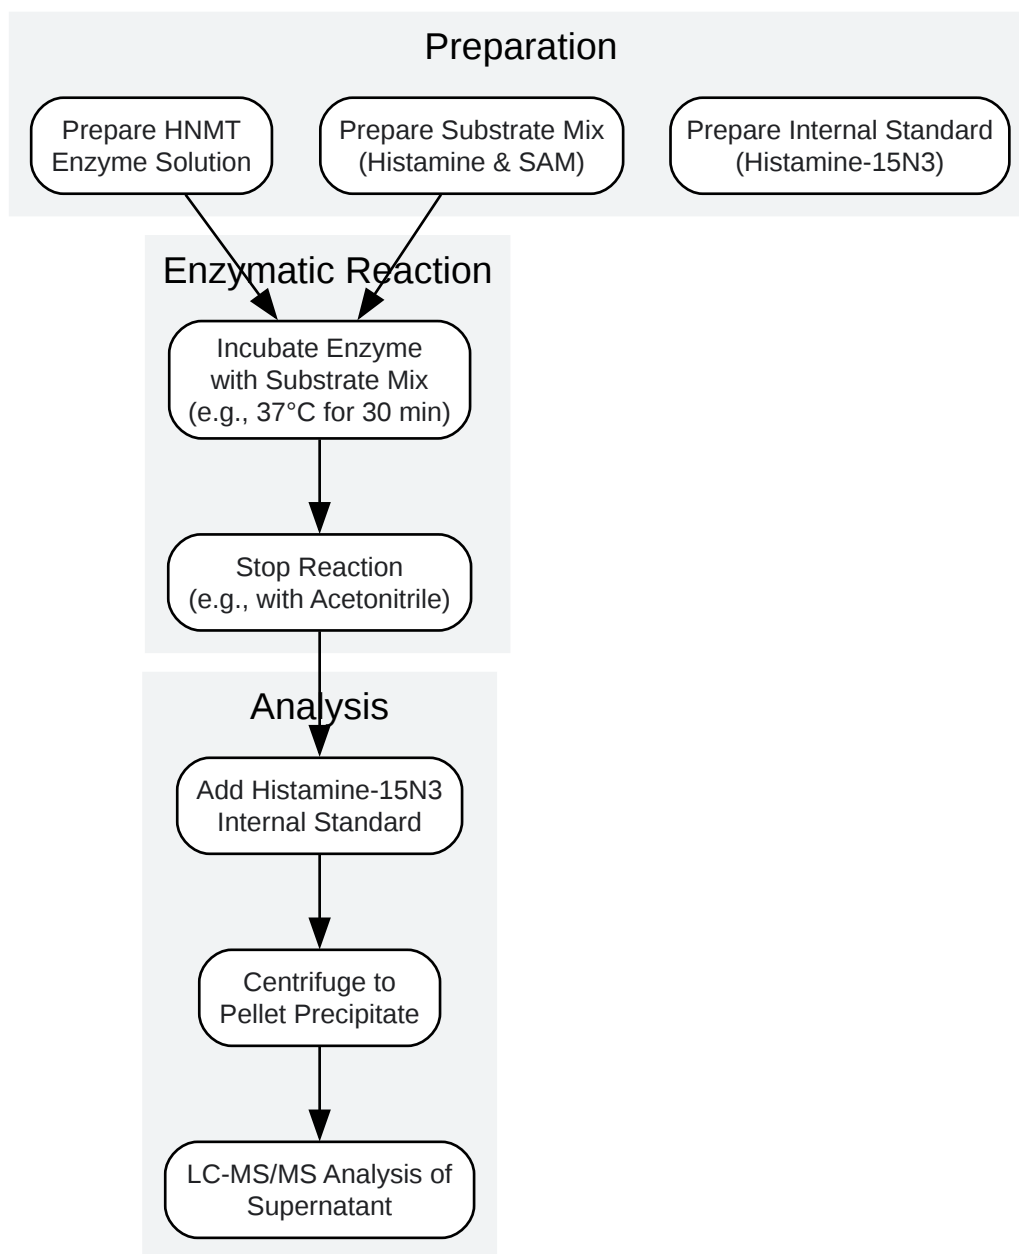 Preparation
Prepare HNMT
Enzyme Solution
Prepare Substrate Mix
(Histamine & SAM)
Prepare Internal Standard
(Histamine-15N3)
Enzymatic Reaction
Incubate Enzyme
with Substrate Mix
(e.g., 37°C for 30 min)
Stop Reaction
(e.g., with Acetonitrile)
Analysis
Add Histamine-15N3
Internal Standard
Centrifuge to
Pellet Precipitate
LC-MS/MS Analysis of
Supernatant